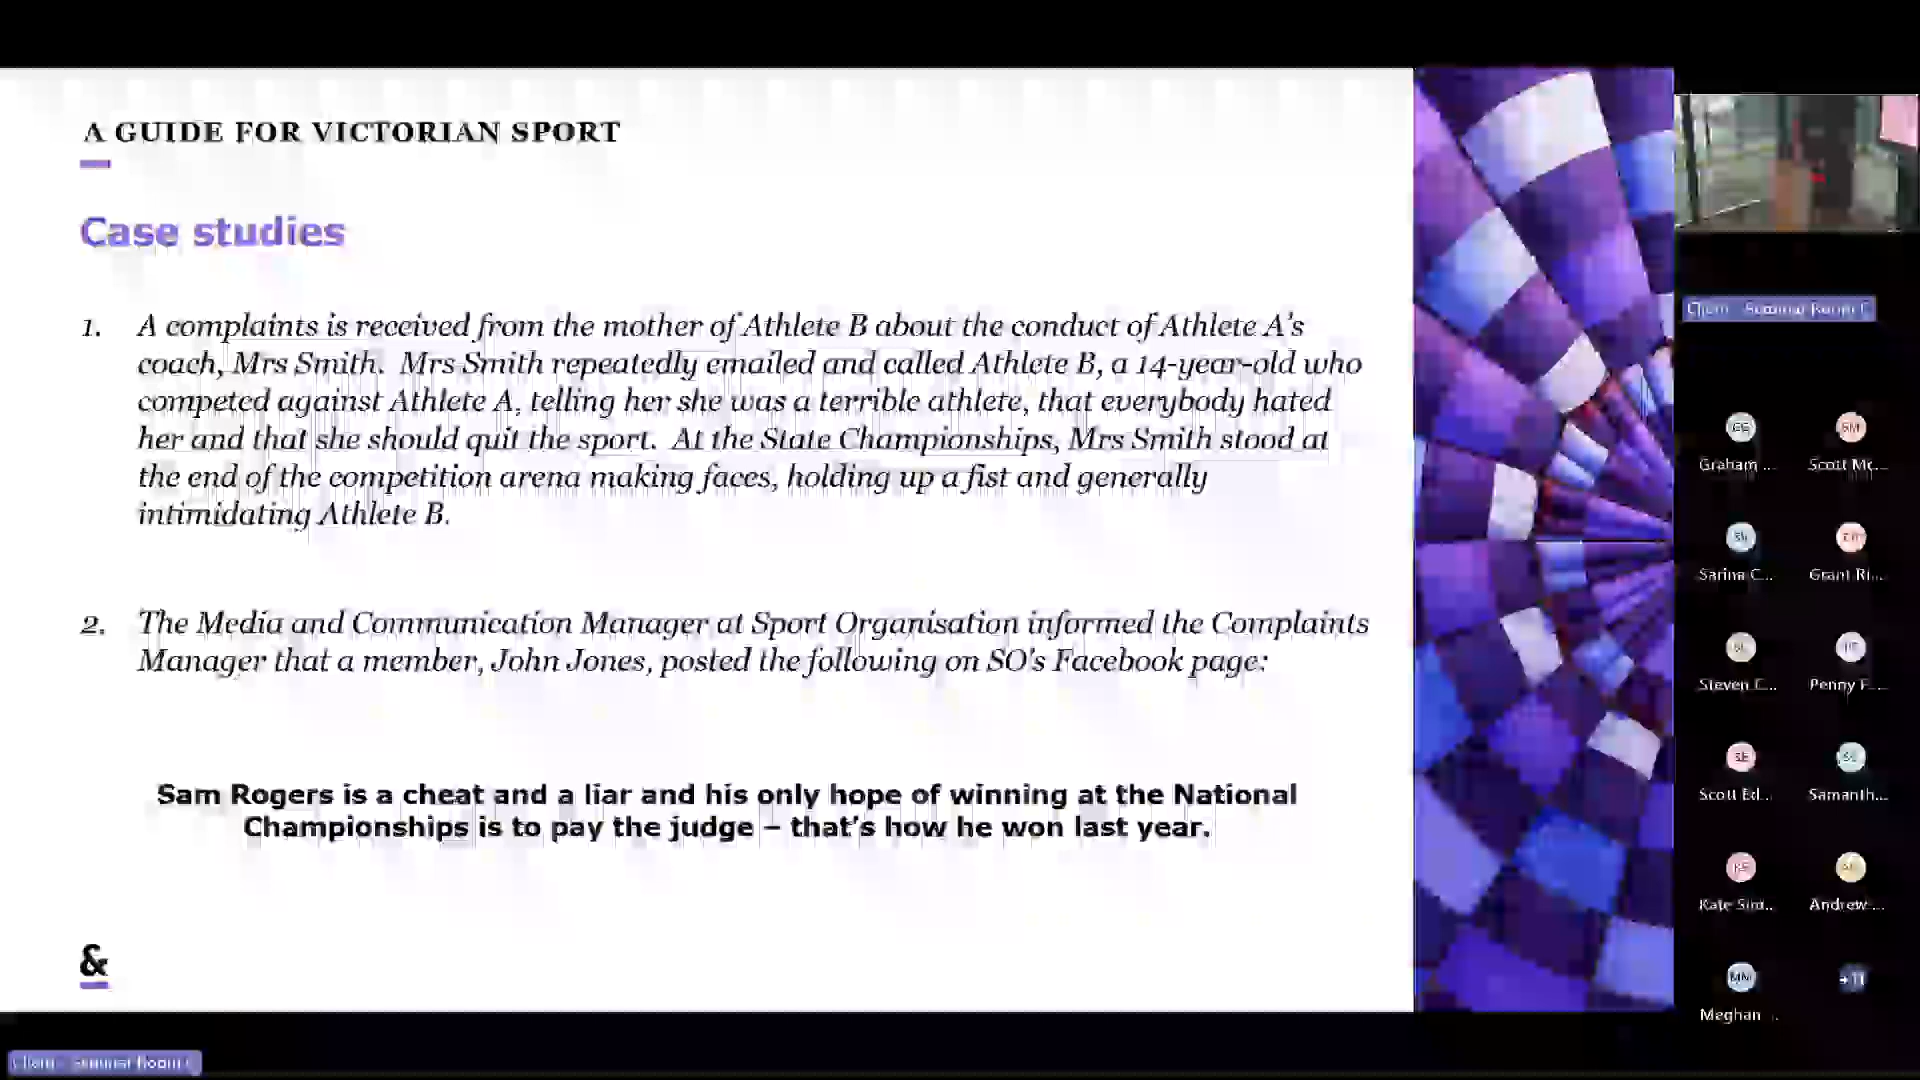 A GUIDE FOR VICTORIAN SPORT
Case studies
1. A complaints is received from the mother of Athlete B about the conduct of Athlete A's
coach, Mrs Smith. Mrs Smith repeatedly emailed and called Athlete B, a 14-year-old who
competed against Athlete A, telling her she was a terrible athlete, that everybody hated
her and that she should quit the sport. At the State Championships, Mrs Smith stood at
the end of the competition arena making faces, holding up a fist and generally
intimidating Athlete B.
2. The Media and Communication Manager at Sport Organisation informed the Complaints
Manager that a member, John Jones, posted the following on SO's Facebook page:
Sam Rogers is a cheat and a liar and his only hope of winning at the National
Championships is to pay the judge – that's how he won last year.
&
Seminar Room
SM
Graham ... Scott Mc...
Sarina C... Grant Ri...
Steven ... Penny F...
SE
Scott Ed... Samanth...
Kate Sim... Andrew ...
MM +11
Meghan ...
Seminar Room